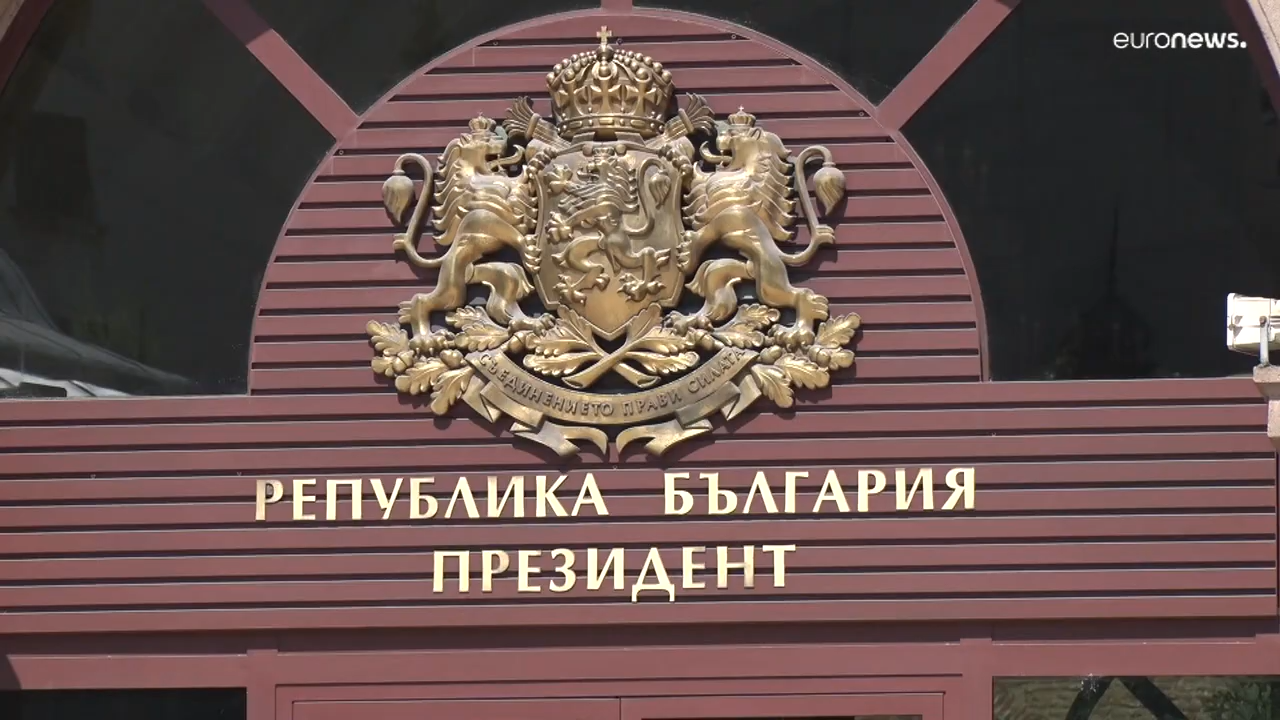 euronews.
СЪЕДИНЕНИЕТО ПРАВИ СИЛАТА
РЕПУБЛИКА БЪЛГАРИЯ
ПРЕЗИДЕНТ